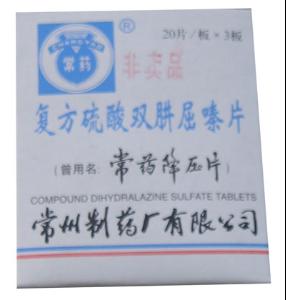 CHANGYAO
常药
®
20片/板×3板
非卖品
复方硫酸双肼屈嗪片
(曾用名:常药降压片)
COMPOUND DIHYDRALAZINE SULFATE TABLETS
常州制药厂有限公司